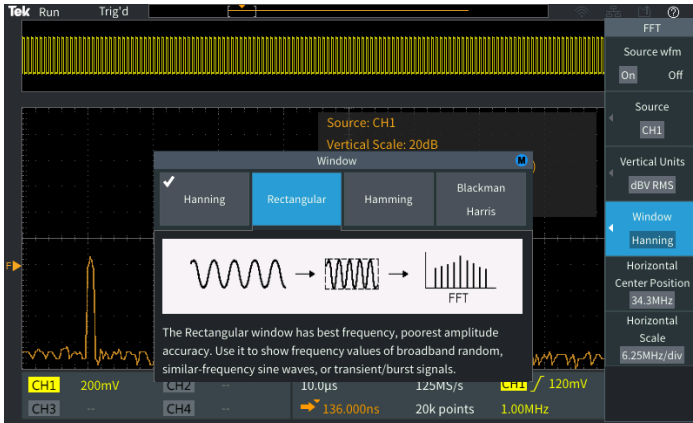 Tek Run Trig'd
FFT
Source wfm
On Off
Source
CH1
Vertical Units
dBV RMS
Window
Hanning
Horizontal
Center Position
34.3MHz
Horizontal
Scale
6.25MHz/div
Source: CH1
Vertical Scale: 20dB
Window M
Hanning Rectangular Hamming Blackman
Harris
FFT
The Rectangular window has best frequency, poorest amplitude
accuracy. Use it to show frequency values of broadband random,
similar-frequency sine waves, or transient/burst signals.
F
CH1 200mV CH2 -- 10.0µs 125MS/s CH1 120mV
CH3 -- CH4 -- 136.000ns 20k points 1.00MHz